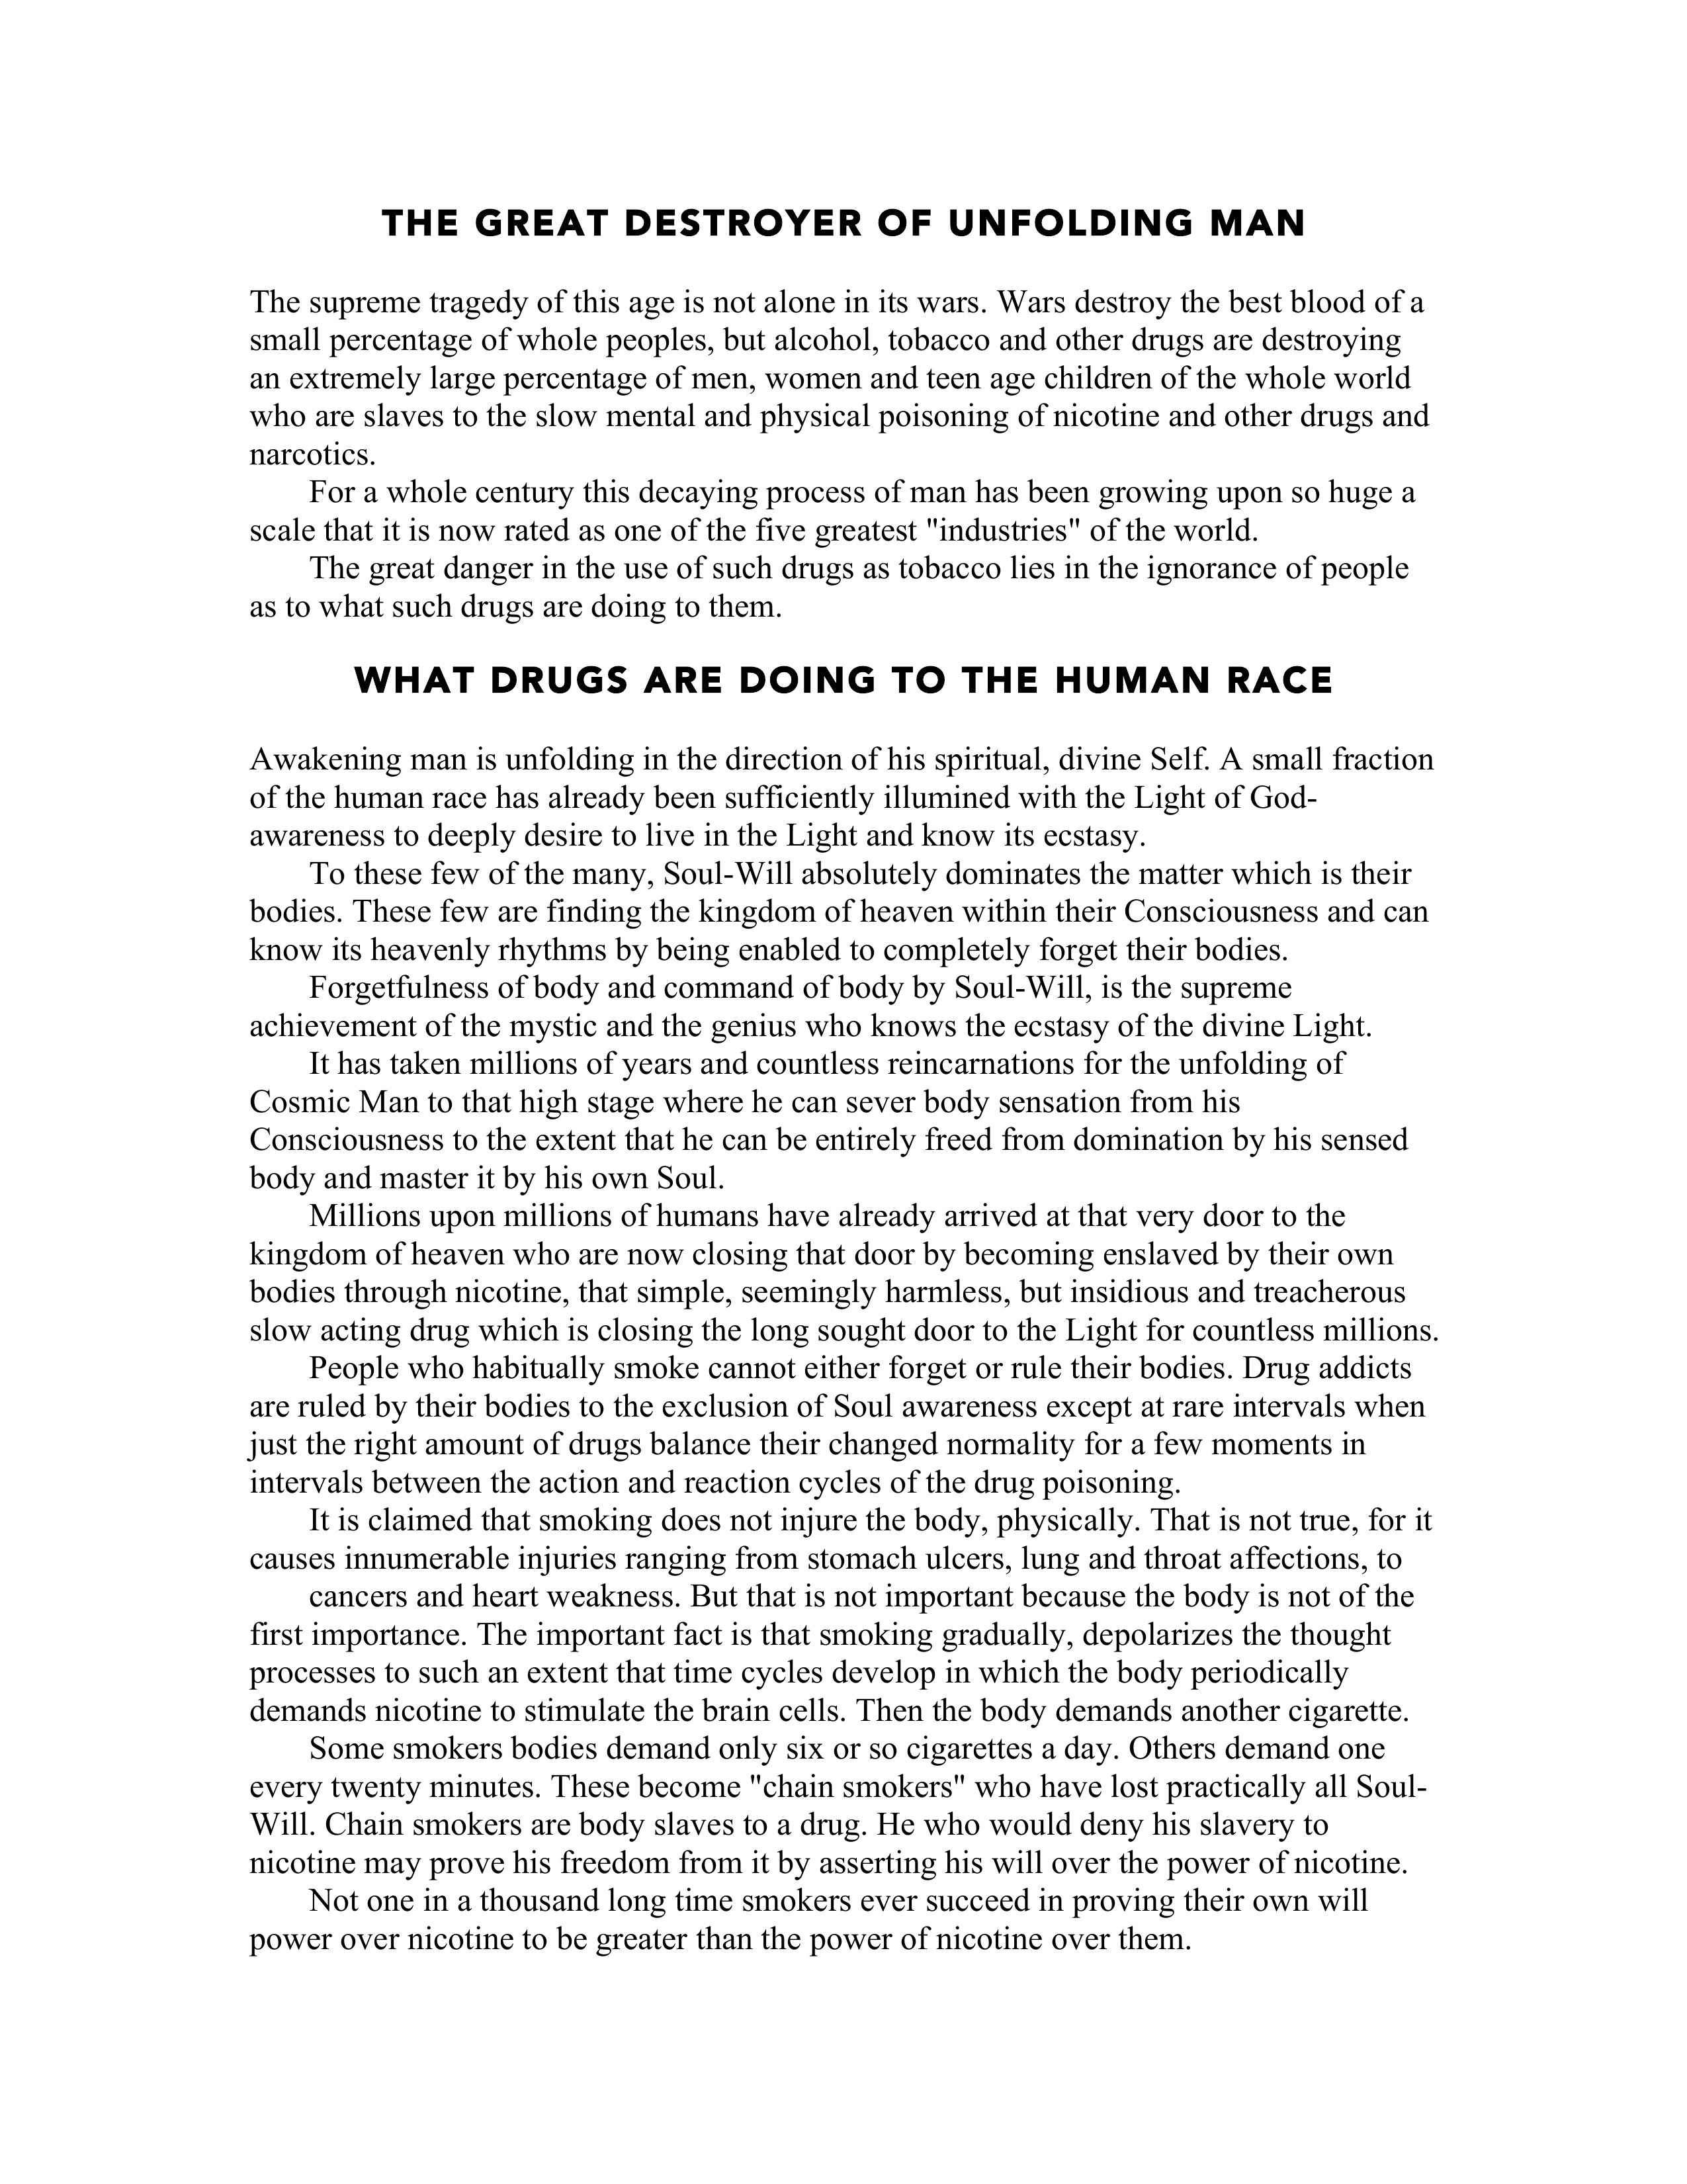 THE GREAT DESTROYER OF UNFOLDING MAN
The supreme tragedy of this age is not alone in its wars. Wars destroy the best blood of a
small percentage of whole peoples, but alcohol, tobacco and other drugs are destroying
an extremely large percentage of men, women and teen age children of the whole world
who are slaves to the slow mental and physical poisoning of nicotine and other drugs and
narcotics.
For a whole century this decaying process of man has been growing upon so huge a
scale that it is now rated as one of the five greatest "industries" of the world.
The great danger in the use of such drugs as tobacco lies in the ignorance of people
as to what such drugs are doing to them.
WHAT DRUGS ARE DOING TO THE HUMAN RACE
Awakening man is unfolding in the direction of his spiritual, divine Self. A small fraction
of the human race has already been sufficiently illumined with the Light of God-
awareness to deeply desire to live in the Light and know its ecstasy.
To these few of the many, Soul-Will absolutely dominates the matter which is their
bodies. These few are finding the kingdom of heaven within their Consciousness and can
know its heavenly rhythms by being enabled to completely forget their bodies.
Forgetfulness of body and command of body by Soul-Will, is the supreme
achievement of the mystic and the genius who knows the ecstasy of the divine Light.
It has taken millions of years and countless reincarnations for the unfolding of
Cosmic Man to that high stage where he can sever body sensation from his
Consciousness to the extent that he can be entirely freed from domination by his sensed
body and master it by his own Soul.
Millions upon millions of humans have already arrived at that very door to the
kingdom of heaven who are now closing that door by becoming enslaved by their own
bodies through nicotine, that simple, seemingly harmless, but insidious and treacherous
slow acting drug which is closing the long sought door to the Light for countless millions.
People who habitually smoke cannot either forget or rule their bodies. Drug addicts
are ruled by their bodies to the exclusion of Soul awareness except at rare intervals when
just the right amount of drugs balance their changed normality for a few moments in
intervals between the action and reaction cycles of the drug poisoning.
It is claimed that smoking does not injure the body, physically. That is not true, for it
causes innumerable injuries ranging from stomach ulcers, lung and throat affections, to
cancers and heart weakness. But that is not important because the body is not of the
first importance. The important fact is that smoking gradually, depolarizes the thought
processes to such an extent that time cycles develop in which the body periodically
demands nicotine to stimulate the brain cells. Then the body demands another cigarette.
Some smokers bodies demand only six or so cigarettes a day. Others demand one
every twenty minutes. These become "chain smokers" who have lost practically all Soul-
Will. Chain smokers are body slaves to a drug. He who would deny his slavery to
nicotine may prove his freedom from it by asserting his will over the power of nicotine.
Not one in a thousand long time smokers ever succeed in proving their own will
power over nicotine to be greater than the power of nicotine over them.